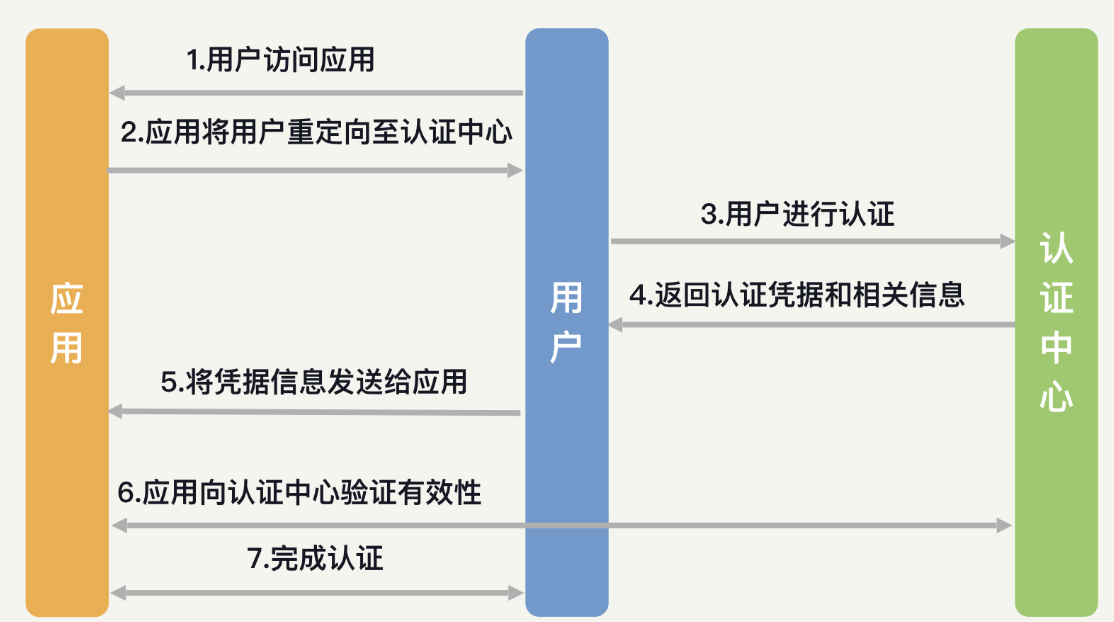 1.用户访问应用
2.应用将用户重定向至认证中心
3.用户进行认证
4.返回认证凭据和相关信息
应用
用户
认证中心
5.将凭据信息发送给应用
6.应用向认证中心验证有效性
7.完成认证